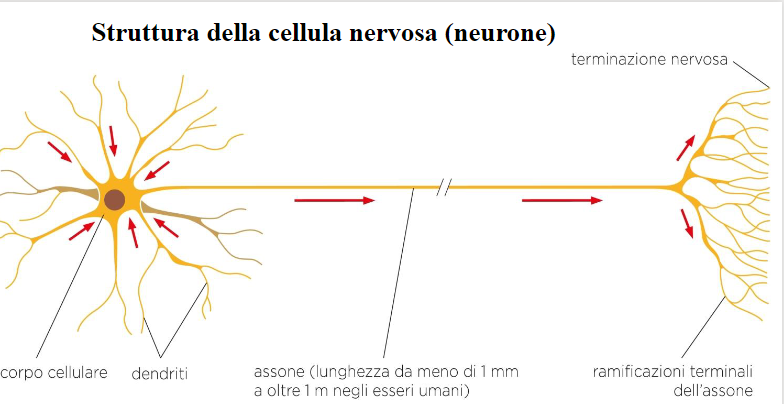 Struttura della cellula nervosa (neurone)
terminazione nervosa
corpo cellulare
dendriti
assone (lunghezza da meno di 1 mm
a oltre 1 m negli esseri umani)
ramificazioni terminali
dell'assone